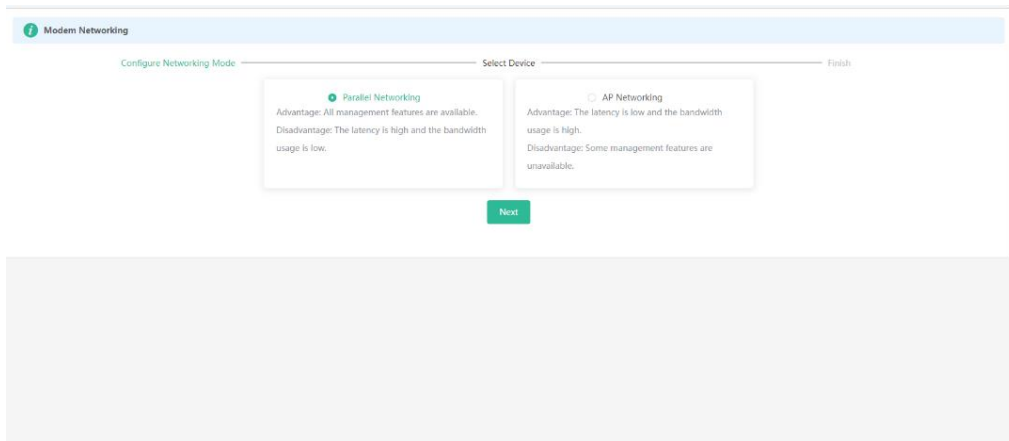 Modem Networking
Configure Networking Mode Select Device Finish
Parallel Networking
Advantage: All management features are available.
Disadvantage: The latency is high and the bandwidth
usage is low.
AP Networking
Advantage: The latency is low and the bandwidth
usage is high.
Disadvantage: Some management features are
unavailable.
Next